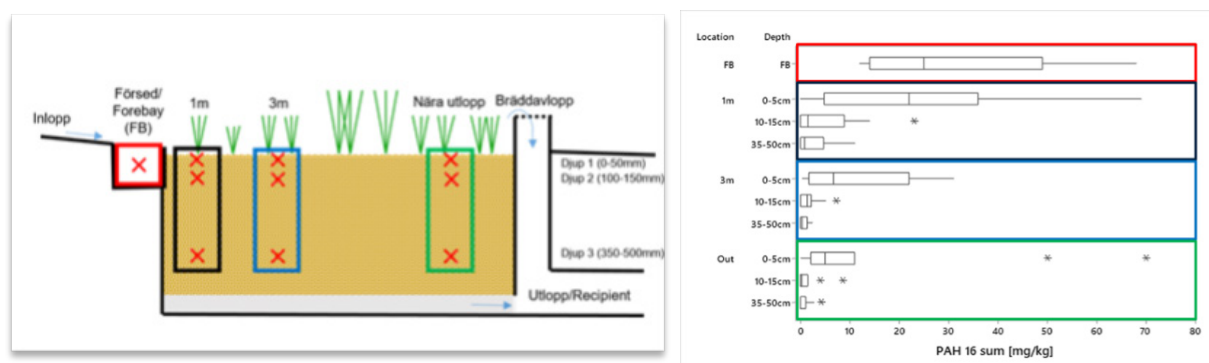 Inlopp
Försed/
Forebay
(FB)
1m
3m
Nära utlopp
Bräddavlopp
Djup 1 (0-50mm)
Djup 2 (100-150mm)
Djup 3 (350-500mm)
Utlopp/Recipient
Location Depth
FB FB
1m 0-5cm
10-15cm
35-50cm
3m 0-5cm
10-15cm
35-50cm
Out 0-5cm
10-15cm
35-50cm
0 10 20 30 40 50 60 70 80
PAH 16 sum [mg/kg]